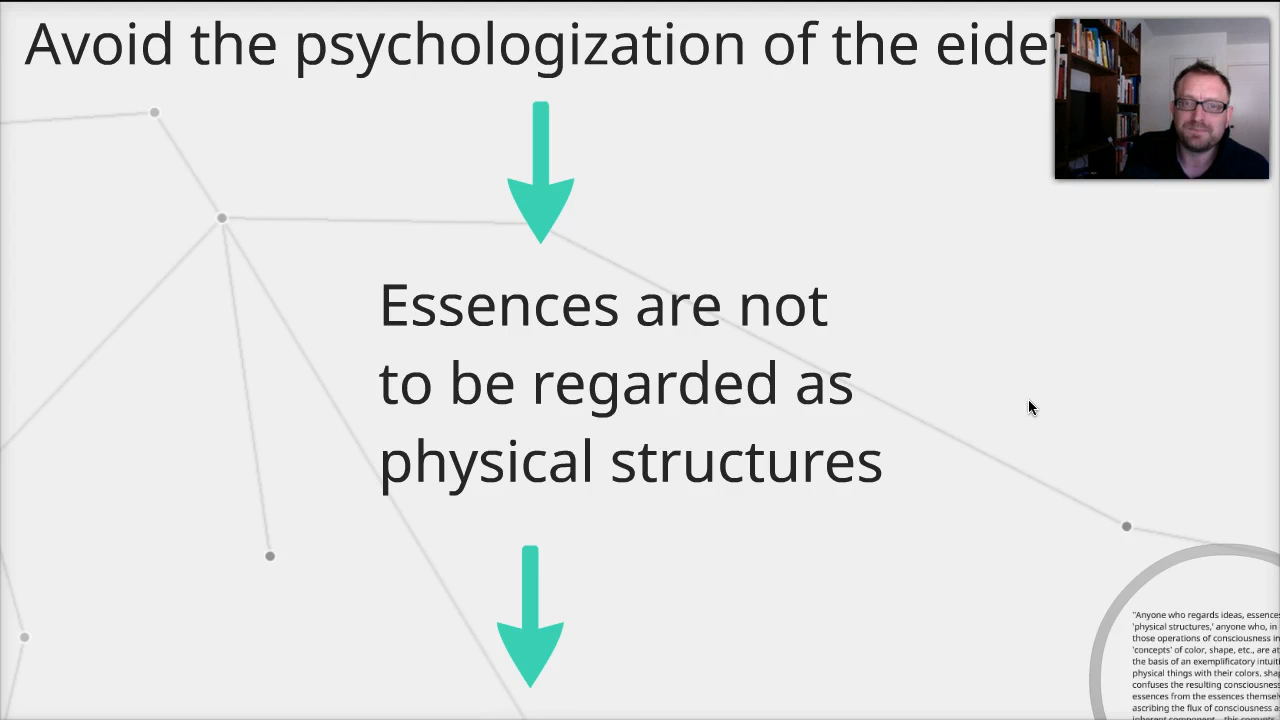 Avoid the psychologization of the eide
Essences are not
to be regarded as
physical structures
"Anyone who regards ideas, essences
'physical structures,' anyone who, in
those operations of consciousness in
'concepts' of color, shape, etc., are at
the basis of an exemplificatory intuiti
physical things with their colors, shap
confuses the resulting consciousness
essences from the essences themsel
ascribing the flux of consciousness a
inherent component